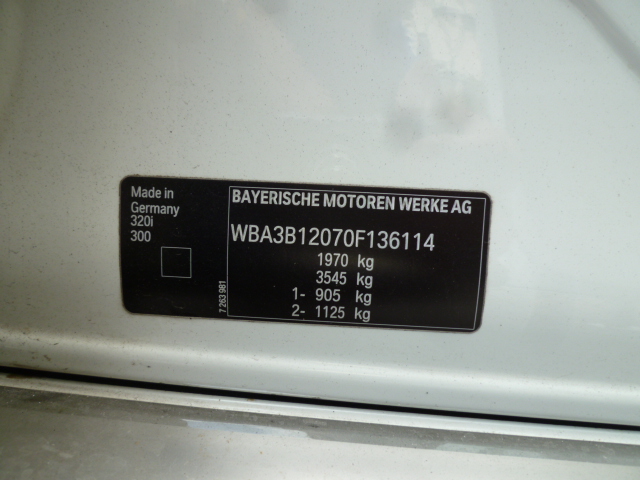 Made in
Germany
320i
300
7 263 981
BAYERISCHE MOTOREN WERKE AG
WBA3B12070F136114
1970 kg
3545 kg
1- 905 kg
2- 1125 kg